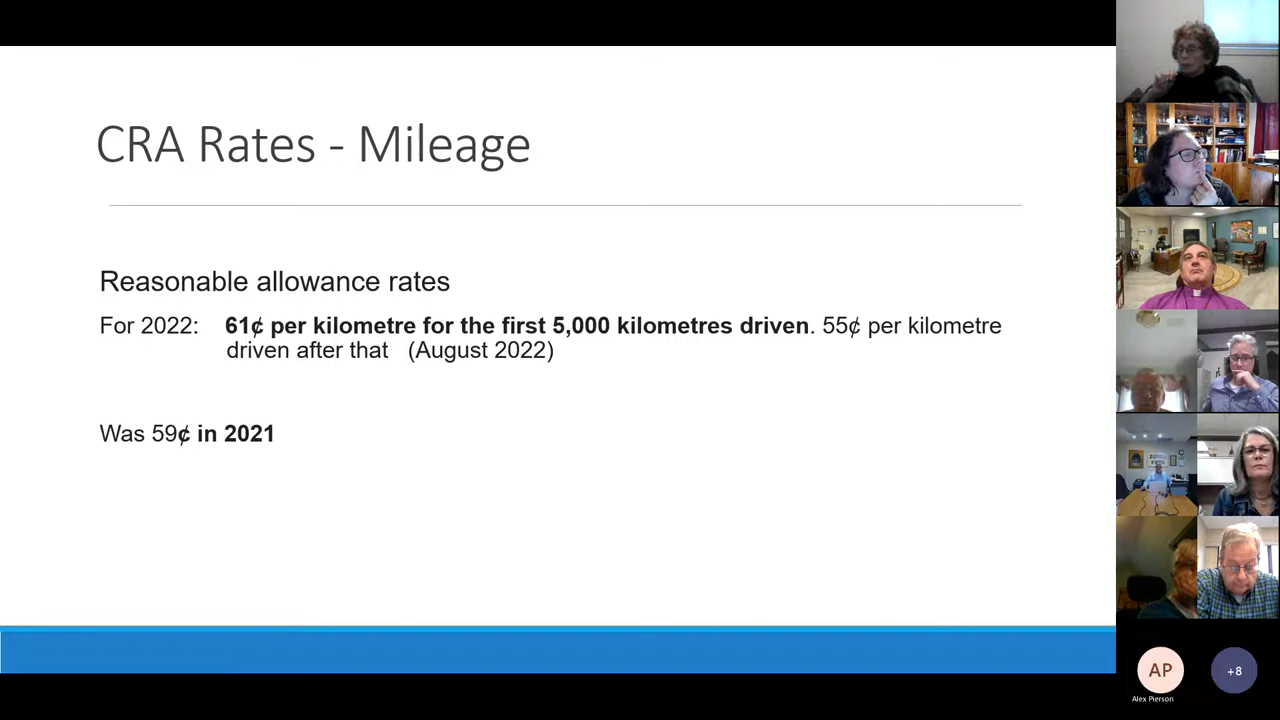 CRA Rates - Mileage
Reasonable allowance rates
For 2022: 61¢ per kilometre for the first 5,000 kilometres driven. 55¢ per kilometre
driven after that (August 2022)
Was 59¢ in 2021
AP
+8
Alex Pierson